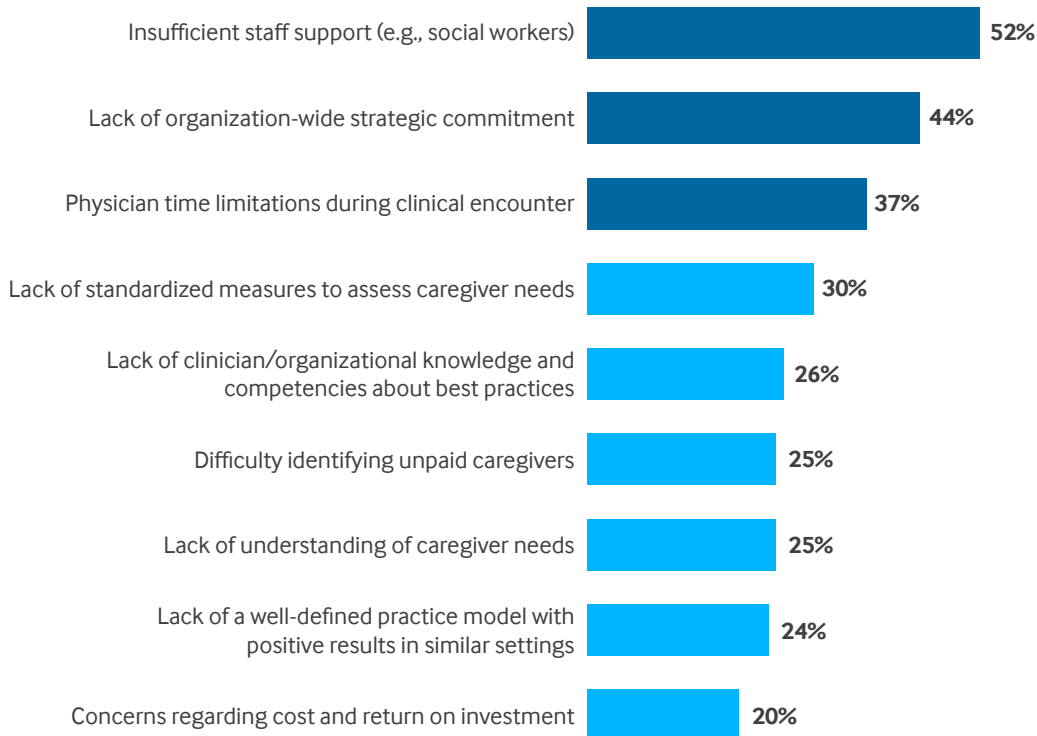 Insufficient staff support (e.g., social workers)
52%
Lack of organization-wide strategic commitment
44%
Physician time limitations during clinical encounter
37%
Lack of standardized measures to assess caregiver needs
30%
Lack of clinician/organizational knowledge and
competencies about best practices
26%
Difficulty identifying unpaid caregivers
25%
Lack of understanding of caregiver needs
25%
Lack of a well-defined practice model with
positive results in similar settings
24%
Concerns regarding cost and return on investment
20%